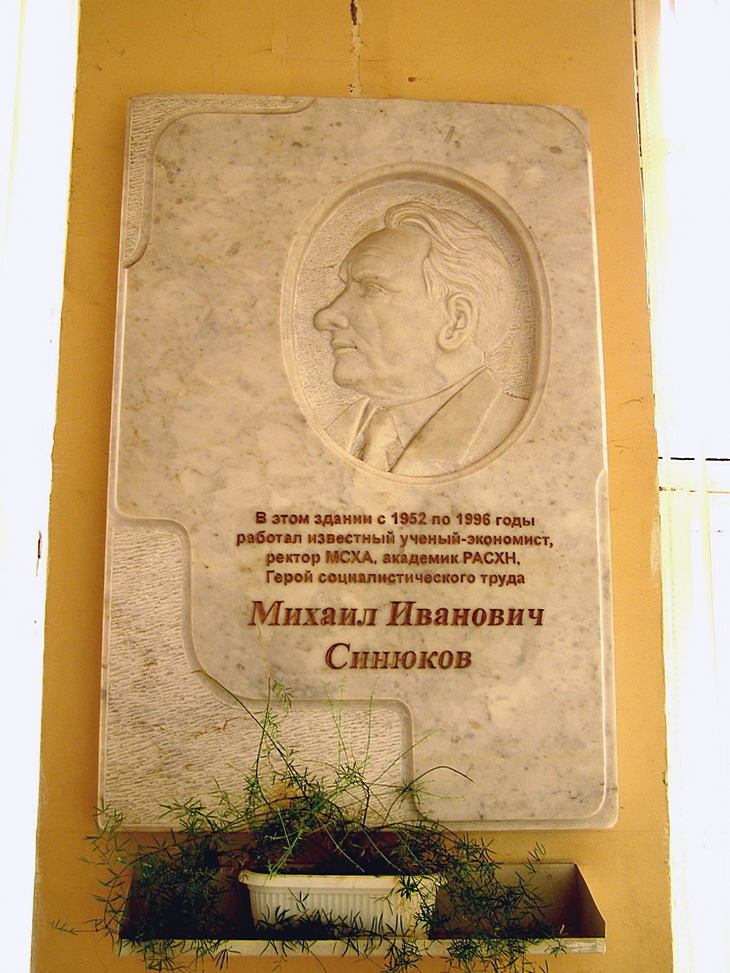 В этом здании с 1952 по 1996 годы
работал известный ученый-экономист,
ректор МСХА, академик РАСХН,
Герой социалистического труда
Михаил Иванович
Синюков